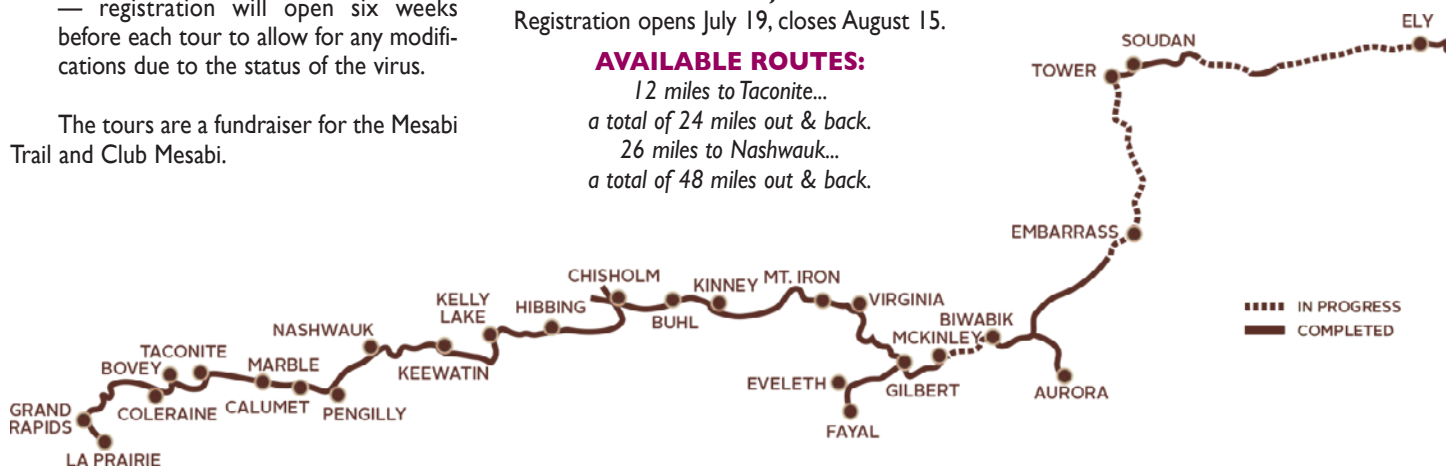 — registration will open six weeks
before each tour to allow for any modifi-
cations due to the status of the virus.
The tours are a fundraiser for the Mesabi
Trail and Club Mesabi.
Registration opens July 19, closes August 15.
AVAILABLE ROUTES:
12 miles to Taconite...
a total of 24 miles out & back.
26 miles to Nashwauk...
a total of 48 miles out & back.
ELY
SOUDAN
TOWER
EMBARRASS
CHISHOLM
KINNEY
MT. IRON
KELLY
LAKE
HIBBING
BUHL
VIRGINIA
BIWABIK
MCKINLEY
NASHWAUK
TACONITE
BOVEY
MARBLE
KEEWATIN
EVELETH
GILBERT
AURORA
GRAND
RAPIDS
COLERAINE
CALUMET
PENGILLY
FAYAL
LA PRAIRIE
IN PROGRESS
COMPLETED